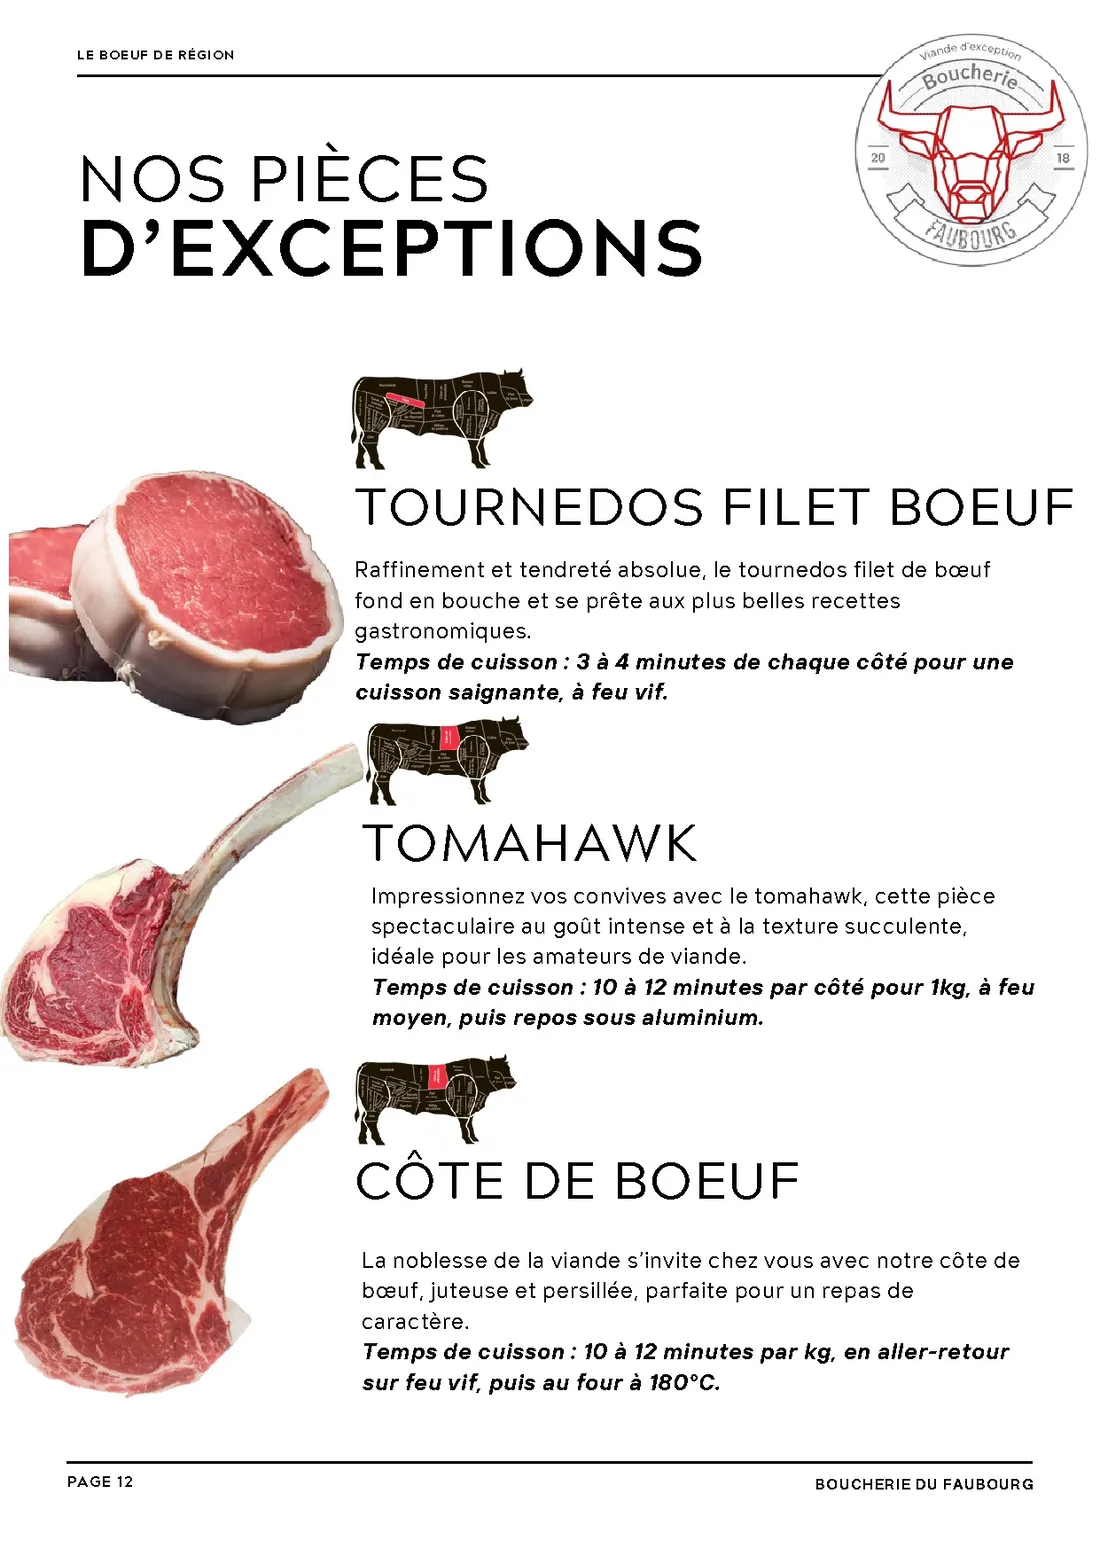 LE BOEUF DE RÉGION
Viande d'exception
Boucherie
20 18
FAUBOURG
NOS PIÈCES
D'EXCEPTIONS
TOURNEDOS FILET BOEUF
Raffinement et tendreté absolue, le tournedos filet de bœuf
fond en bouche et se prête aux plus belles recettes
gastronomiques.
Temps de cuisson : 3 à 4 minutes de chaque côté pour une
cuisson saignante, à feu vif.
TOMAHAWK
Impressionnez vos convives avec le tomahawk, cette pièce
spectaculaire au goût intense et à la texture succulente,
idéale pour les amateurs de viande.
Temps de cuisson : 10 à 12 minutes par côté pour 1kg, à feu
moyen, puis repos sous aluminium.
CÔTE DE BOEUF
La noblesse de la viande s'invite chez vous avec notre côte de
bœuf, juteuse et persillée, parfaite pour un repas de
caractère.
Temps de cuisson : 10 à 12 minutes par kg, en aller-retour
sur feu vif, puis au four à 180°C.
PAGE 12
BOUCHERIE DU FAUBOURG